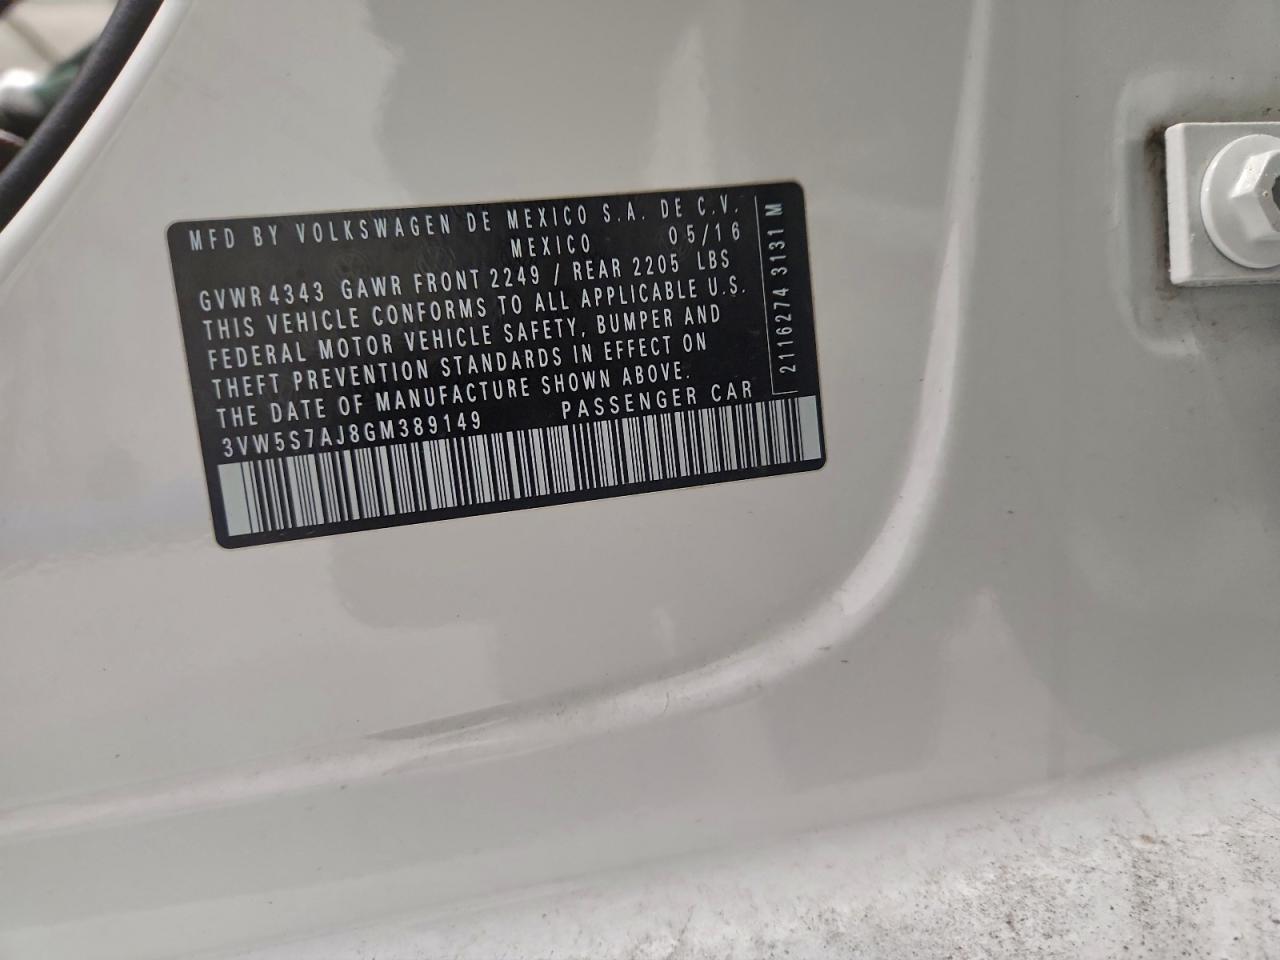 MFD BY VOLKSWAGEN DE MEXICO S.A. DE C.V.
MEXICO 05/16
GVWR 4343 GAWR FRONT 2249 / REAR 2205 LBS
THIS VEHICLE CONFORMS TO ALL APPLICABLE U.S.
FEDERAL MOTOR VEHICLE SAFETY, BUMPER AND
THEFT PREVENTION STANDARDS IN EFFECT ON
THE DATE OF MANUFACTURE SHOWN ABOVE.
3VW5S7AJ8GM389149 PASSENGER CAR
2116274 3131 M